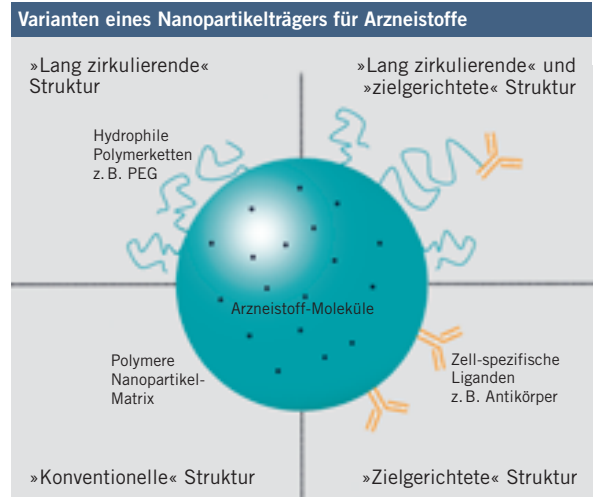 Varianten eines Nanopartikelträgers für Arzneistoffe
»Lang zirkulierende«
Struktur
»Lang zirkulierende« und
»zielgerichtete« Struktur
Hydrophile
Polymerketten
z. B. PEG
Arzneistoff-Moleküle
Polymere
Nanopartikel-
Matrix
Zell-spezifische
Liganden
z. B. Antikörper
»Konventionelle« Struktur
»Zielgerichtete« Struktur